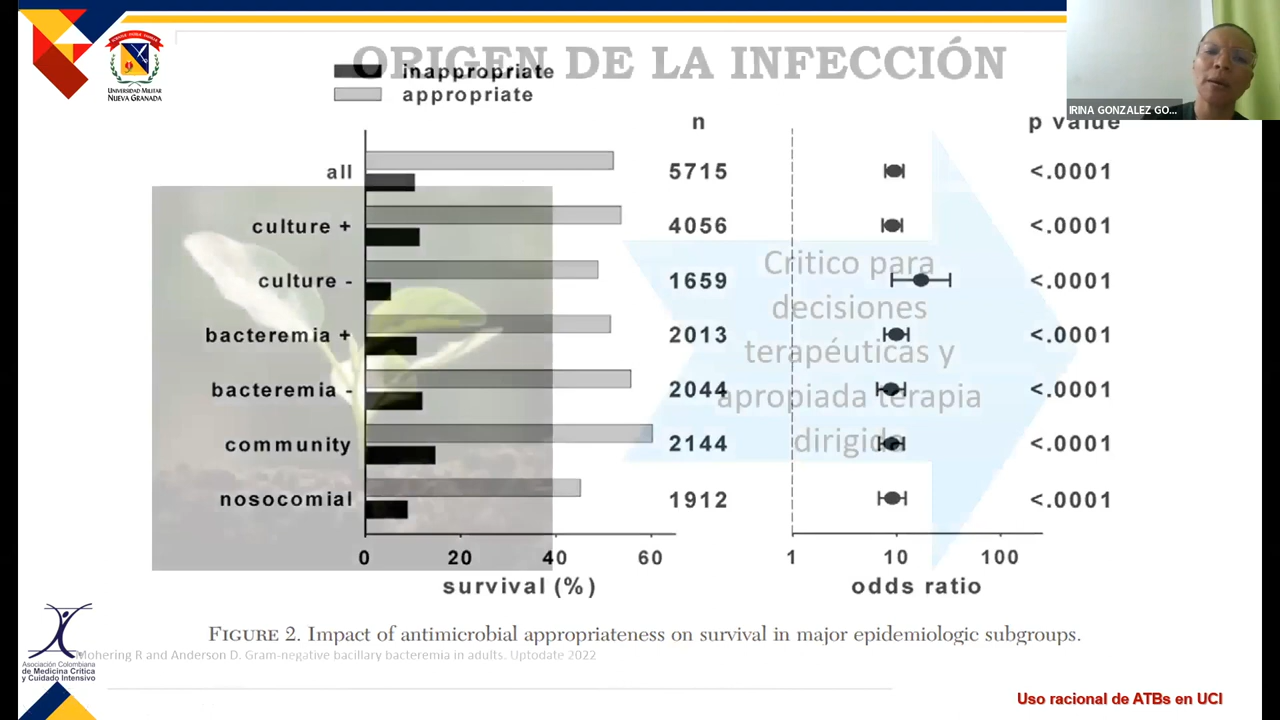 ORIGEN DE LA INFECCIÓN
inappropriate
appropriate
UNIVERSIDAD MILITAR
NUEVA GRANADA
IRINA GONZALEZ GO...
n
p value
all
5715
<.0001
culture +
4056
<.0001
culture -
1659
<.0001
bacteremia +
2013
<.0001
bacteremia -
2044
<.0001
community
2144
<.0001
nosocomial
1912
<.0001
Critico para
decisiones
terapéuticas y
apropiada terapia
dirigida
0 20 40 60
survival (%)
1 10 100
odds ratio
FIGURE 2. Impact of antimicrobial appropriateness on survival in major epidemiologic subgroups.
Mohering R and Anderson D. Gram-negative bacillary bacteremia in adults. Uptodate 2022
Asociación Colombiana
de Medicina Crítica
y Cuidado Intensivo
Uso racional de ATBs en UCI